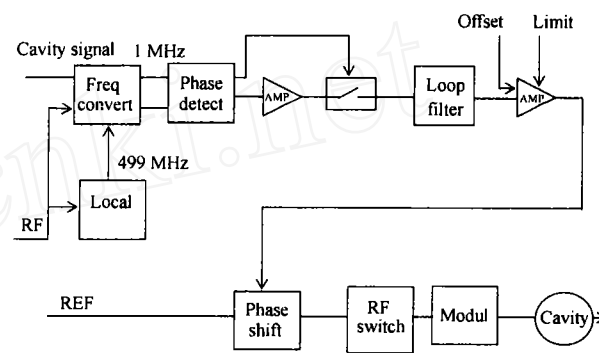 Offset
Limit
Cavity signal
1 MHz
Freq
convert
Phase
detect
AMP
Loop
filter
AMP
499 MHz
Local
RF
REF
Phase
shift
RF
switch
Modul
Cavity